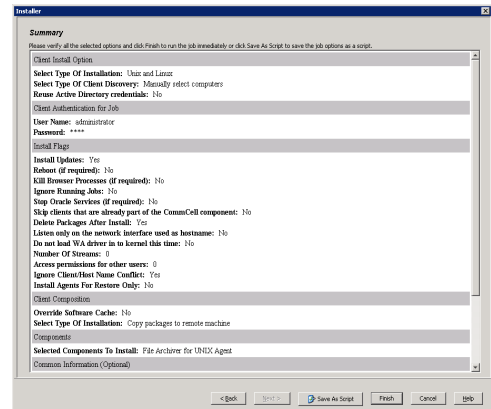 Installer
Summary
Please verify all the selected options and click Finish to run the job immediately or click Save As Script to save the job options as a script.
Client Install Option
Select Type Of Installation: Unix and Linux
Select Type Of Client Discovery: Manually select computers
Reuse Active Directory credentials: No
Client Authentication for Job
User Name: administrator
Password: ****
Install Flags
Install Updates: Yes
Reboot (if required): No
Kill Browser Processes (if required): No
Ignore Running Jobs: No
Stop Oracle Services (if required): No
Skip clients that are already part of the CommCell component: No
Delete Packages After Install: Yes
Listen only on the network interface used as hostname: No
Do not load WA driver in to kernel this time: No
Number Of Streams: 0
Access permissions for other users: 0
Ignore Client/Host Name Conflict: Yes
Install Agents For Restore Only: No
Client Composition
Override Software Cache: No
Select Type Of Installation: Copy packages to remote machine
Components
Selected Components To Install: File Archiver for UNIX Agent
Common Information (Optional)
< Back Next > Save As Script Finish Cancel Help